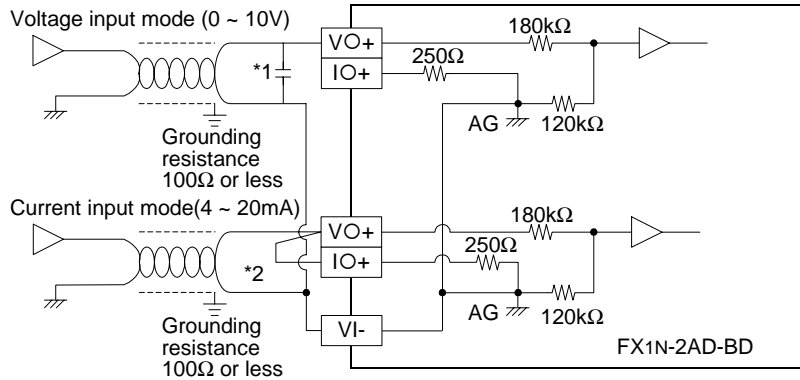 Voltage input mode (0 ~ 10V)
*1
VO+
IO+
250Ω
180kΩ
120kΩ
AG
Grounding
resistance
100Ω or less
Current input mode(4 ~ 20mA)
*2
VO+
IO+
250Ω
180kΩ
120kΩ
AG
VI-
Grounding
resistance
100Ω or less
FX1N-2AD-BD